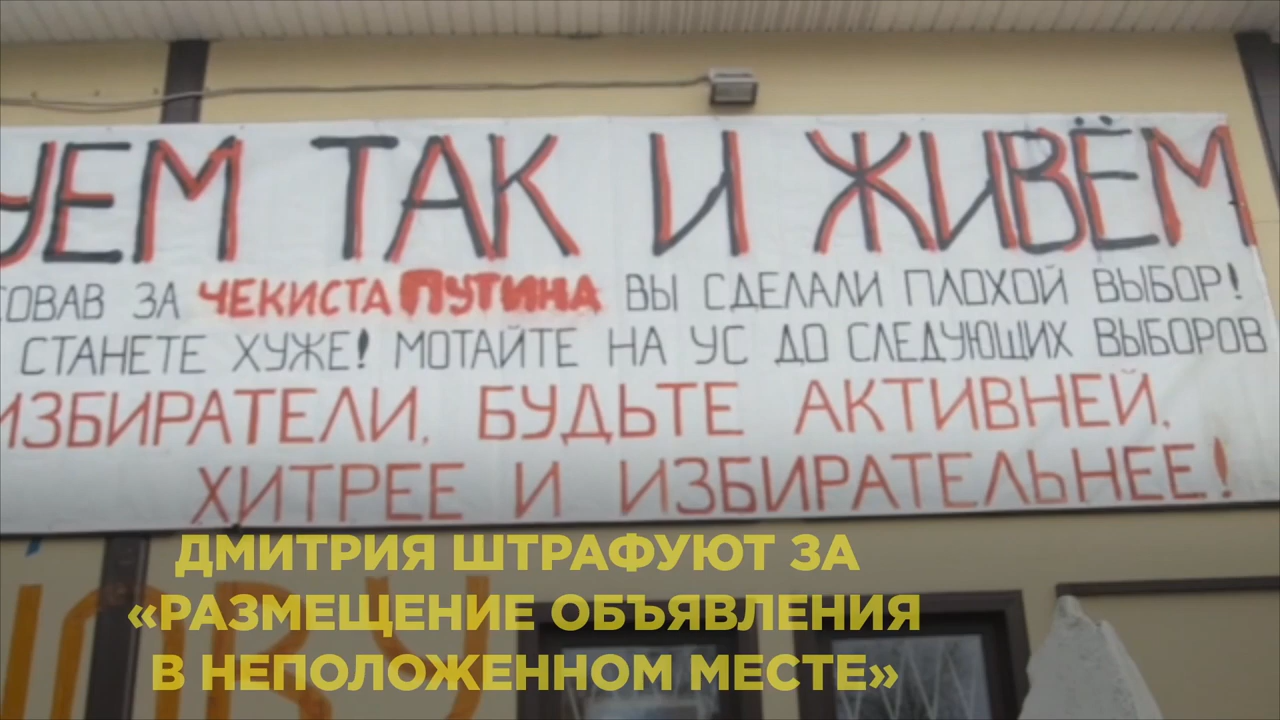 УЕМ ТАК И ЖИВЁМ
СОВАВ ЗА ЧЕКИСТА ПУТИНА ВЫ СДЕЛАЛИ ПЛОХОЙ ВЫБОР!
СТАНЕТЕ ХУЖЕ! МОТАЙТЕ НА УС ДО СЛЕДУЮЩИХ ВЫБОРОВ
ИЗБИРАТЕЛИ, БУДЬТЕ АКТИВНЕЙ,
ХИТРЕЕ И ИЗБИРАТЕЛЬНЕЕ!
ДМИТРИЯ ШТРАФУЮТ ЗА
«РАЗМЕЩЕНИЕ ОБЪЯВЛЕНИЯ
В НЕПОЛОЖЕННОМ МЕСТЕ»